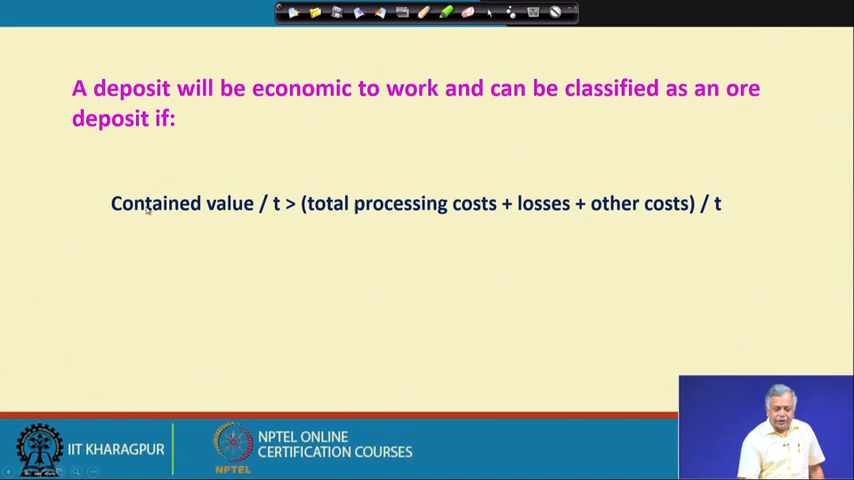 A deposit will be economic to work and can be classified as an ore
deposit if:
Contained value / t > (total processing costs + losses + other costs) / t
IIT KHARAGPUR
NPTEL
NPTEL ONLINE
CERTIFICATION COURSES